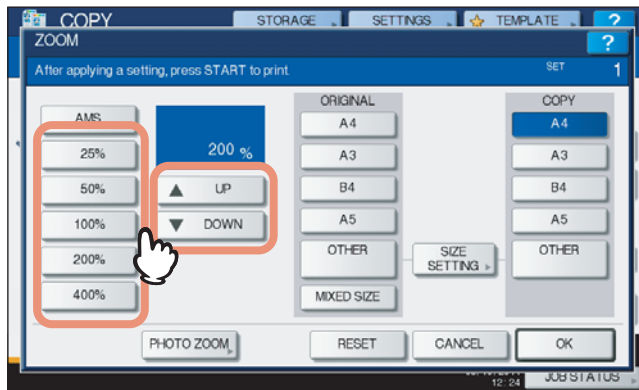 COPY
STORAGE
SETTINGS
TEMPLATE
?
ZOOM
?
After applying a setting, press START to print
SET 1
ORIGINAL
COPY
AMS
25%
50%
100%
200%
400%
200 %
▲ UP
▼ DOWN
A4
A3
B4
A5
OTHER
MIXED SIZE
SIZE
SETTING
A4
A3
B4
A5
OTHER
PHOTO ZOOM
RESET
CANCEL
OK
12: 24
JOB STATUS